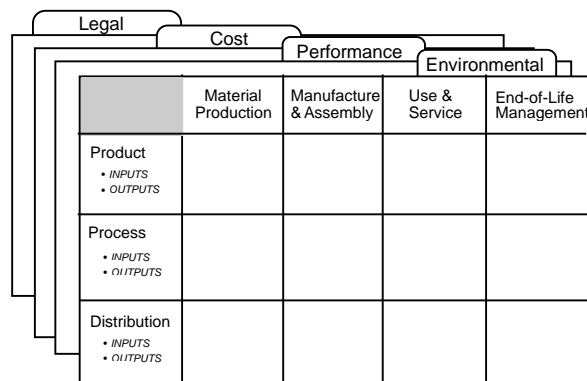 Legal
Cost
Performance
Environmental
Material
Production
Manufacture
& Assembly
Use &
Service
End-of-Life
Management
Product
• INPUTS
• OUTPUTS
Process
• INPUTS
• OUTPUTS
Distribution
• INPUTS
• OUTPUTS